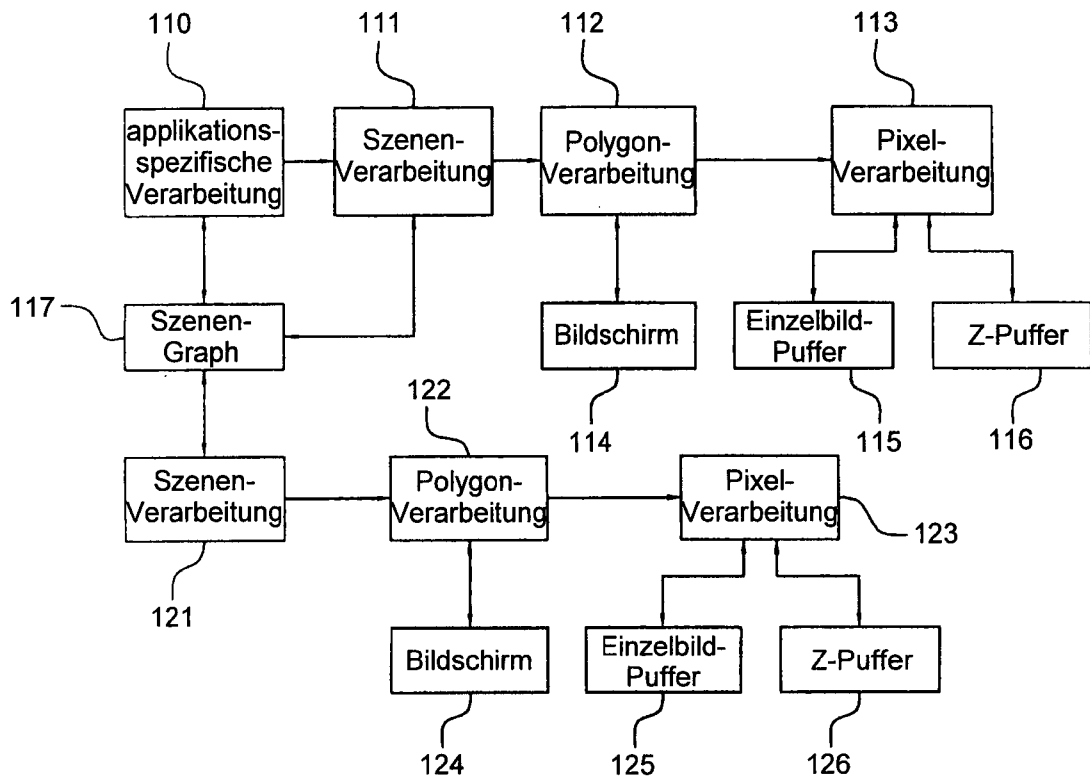 110
111
112
113
applikations-
spezifische
Verarbeitung
Szenen-
Verarbeitung
Polygon-
Verarbeitung
Pixel-
Verarbeitung
117
Szenen-
Graph
Bildschirm
Einzelbild-
Puffer
Z-Puffer
122
114
115
116
Szenen-
Verarbeitung
Polygon-
Verarbeitung
Pixel-
Verarbeitung
123
121
Bildschirm
Einzelbild-
Puffer
Z-Puffer
124
125
126